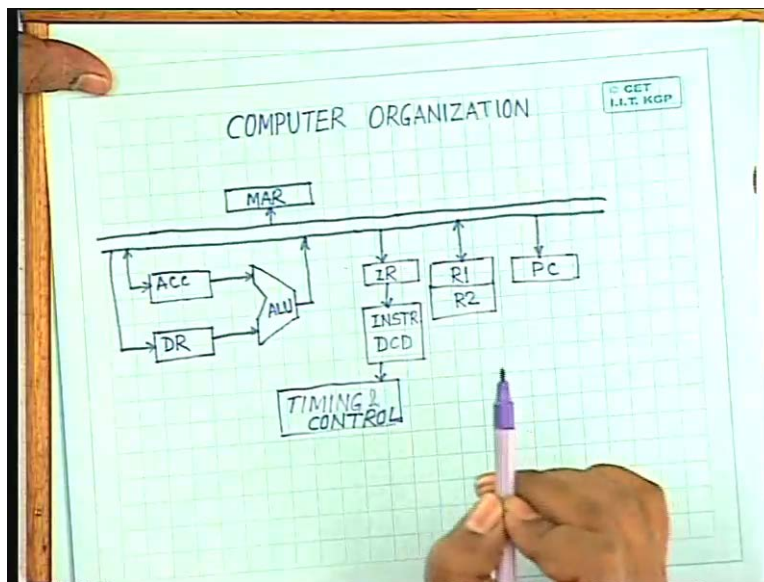 © CET
I.I.T. KGP
COMPUTER ORGANIZATION
MAR
ACC
DR
ALU
IR
INSTR
DCD
TIMING &
CONTROL
R1
R2
PC